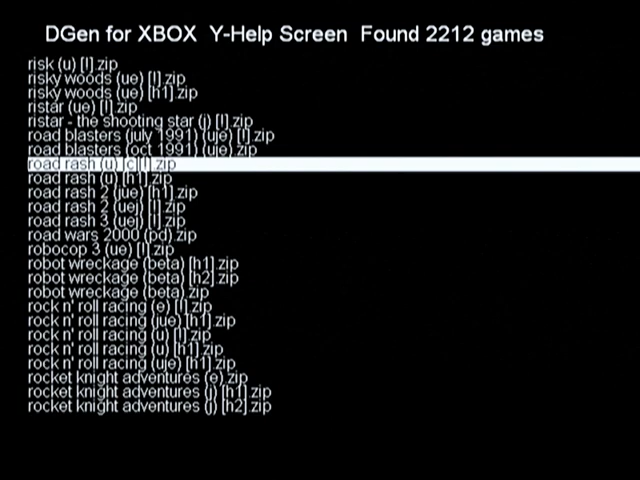 DGen for XBOX  Y-Help Screen  Found 2212 games
risk (u) [!].zip
risky woods (ue) [!].zip
risky woods (ue) [h1].zip
ristar (ue) [!].zip
ristar - the shooting star (j) [!].zip
road blasters (july 1991) (uje) [!].zip
road blasters (oct 1991) (uje).zip
road rash (u) [c][!].zip
road rash (u) [h1].zip
road rash 2 (jue) [h1].zip
road rash 2 (uej) [!].zip
road rash 3 (uej) [!].zip
road wars 2000 (pd).zip
robocop 3 (ue) [!].zip
robot wreckage (beta) [h1].zip
robot wreckage (beta) [h2].zip
robot wreckage (beta).zip
rock n' roll racing (e) [!].zip
rock n' roll racing (jue) [h1].zip
rock n' roll racing (u) [!].zip
rock n' roll racing (u) [h1].zip
rock n' roll racing (uje) [h1].zip
rocket knight adventures (e).zip
rocket knight adventures (j) [h1].zip
rocket knight adventures (j) [h2].zip